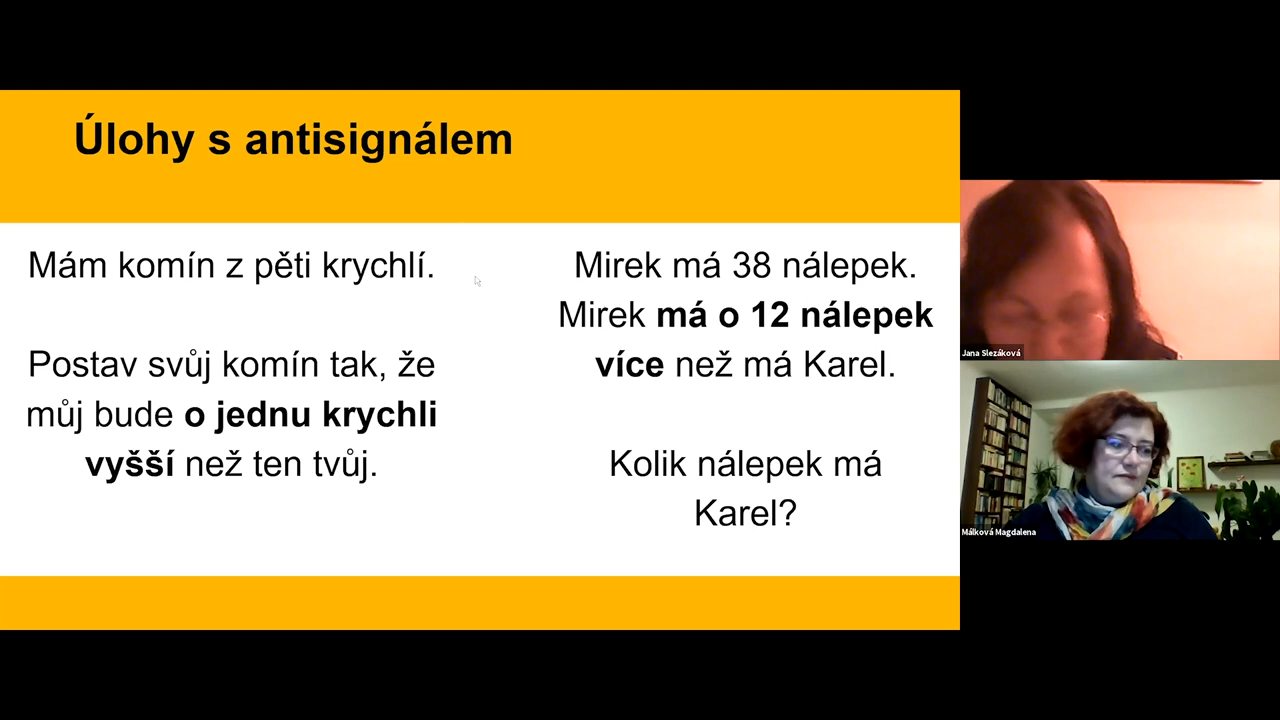 Úlohy s antisignálem
Mám komín z pěti krychlí.
Postav svůj komín tak, že
můj bude o jednu krychli
vyšší než ten tvůj.
Mirek má 38 nálepek.
Mirek má o 12 nálepek
více než má Karel.
Kolik nálepek má
Karel?
Jana Slezáková
Málková Magdalena